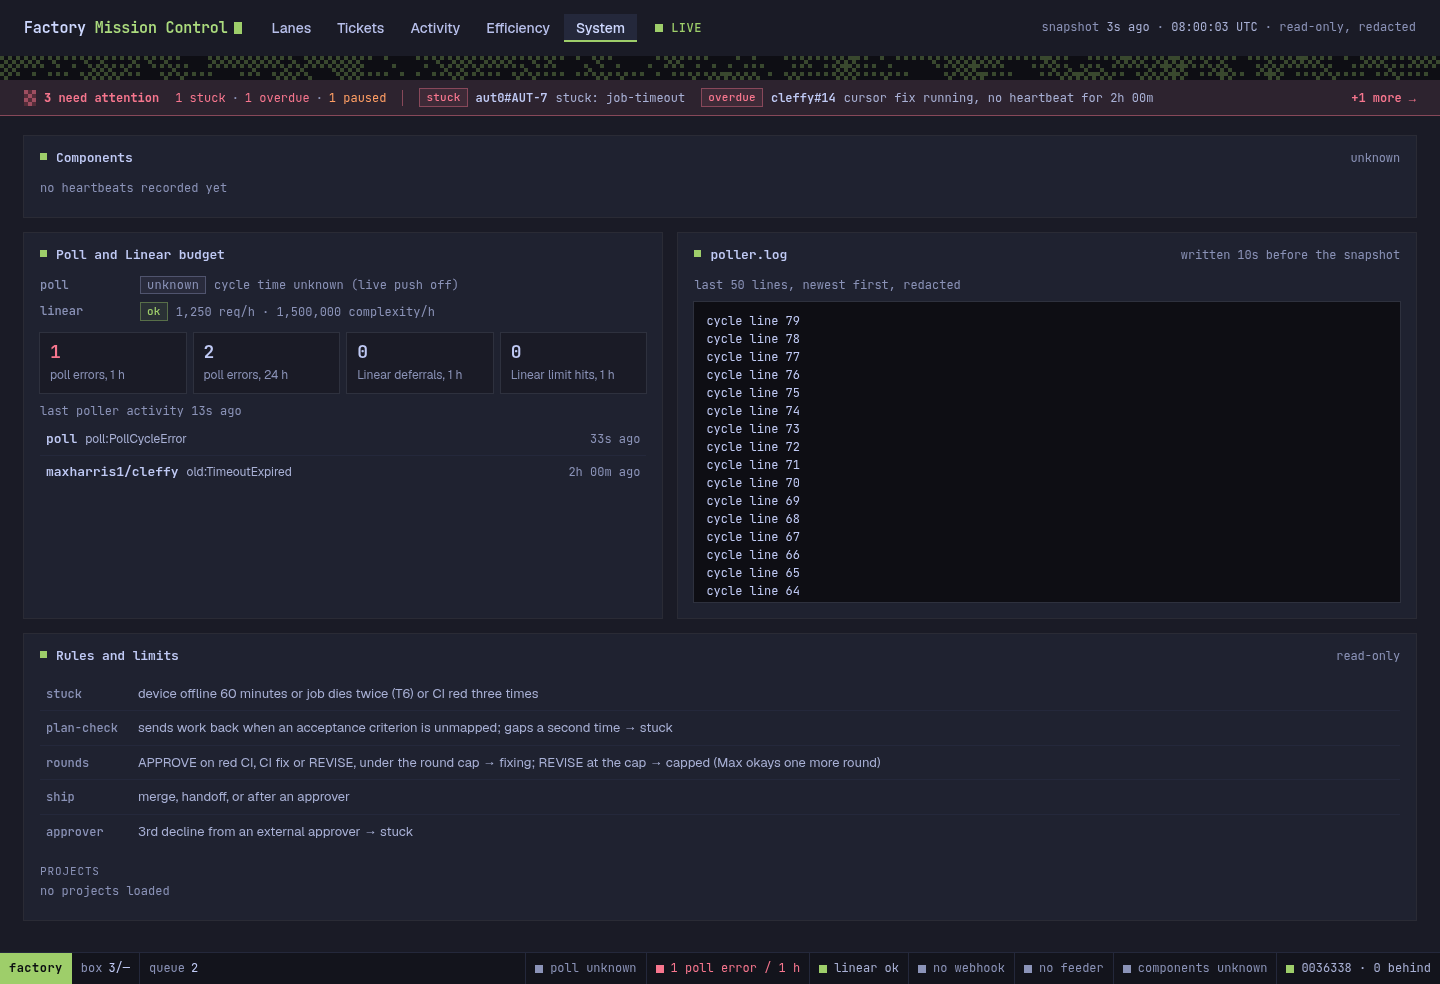 Factory Mission Control
Lanes Tickets Activity Efficiency System LIVE
snapshot 3s ago · 08:00:03 UTC · read-only, redacted
3 need attention 1 stuck · 1 overdue · 1 paused
stuck aut0#AUT-7 stuck: job-timeout
overdue cleffy#14 cursor fix running, no heartbeat for 2h 00m
+1 more →
Components unknown
no heartbeats recorded yet
Poll and Linear budget
poll unknown cycle time unknown (live push off)
linear ok 1,250 req/h · 1,500,000 complexity/h
1 poll errors, 1 h
2 poll errors, 24 h
0 Linear deferrals, 1 h
0 Linear limit hits, 1 h
last poller activity 13s ago
poll poll:PollCycleError 33s ago
maxharris1/cleffy old:TimeoutExpired 2h 00m ago
poller.log written 10s before the snapshot
last 50 lines, newest first, redacted
cycle line 79
cycle line 78
cycle line 77
cycle line 76
cycle line 75
cycle line 74
cycle line 73
cycle line 72
cycle line 71
cycle line 70
cycle line 69
cycle line 68
cycle line 67
cycle line 66
cycle line 65
cycle line 64
Rules and limits read-only
stuck device offline 60 minutes or job dies twice (T6) or CI red three times
plan-check sends work back when an acceptance criterion is unmapped; gaps a second time → stuck
rounds APPROVE on red CI, CI fix or REVISE, under the round cap → fixing; REVISE at the cap → capped (Max okays one more round)
ship merge, handoff, or after an approver
approver 3rd decline from an external approver → stuck
PROJECTS
no projects loaded
factory box 3/— queue 2
poll unknown 1 poll error / 1 h linear ok no webhook no feeder components unknown 0036338 · 0 behind